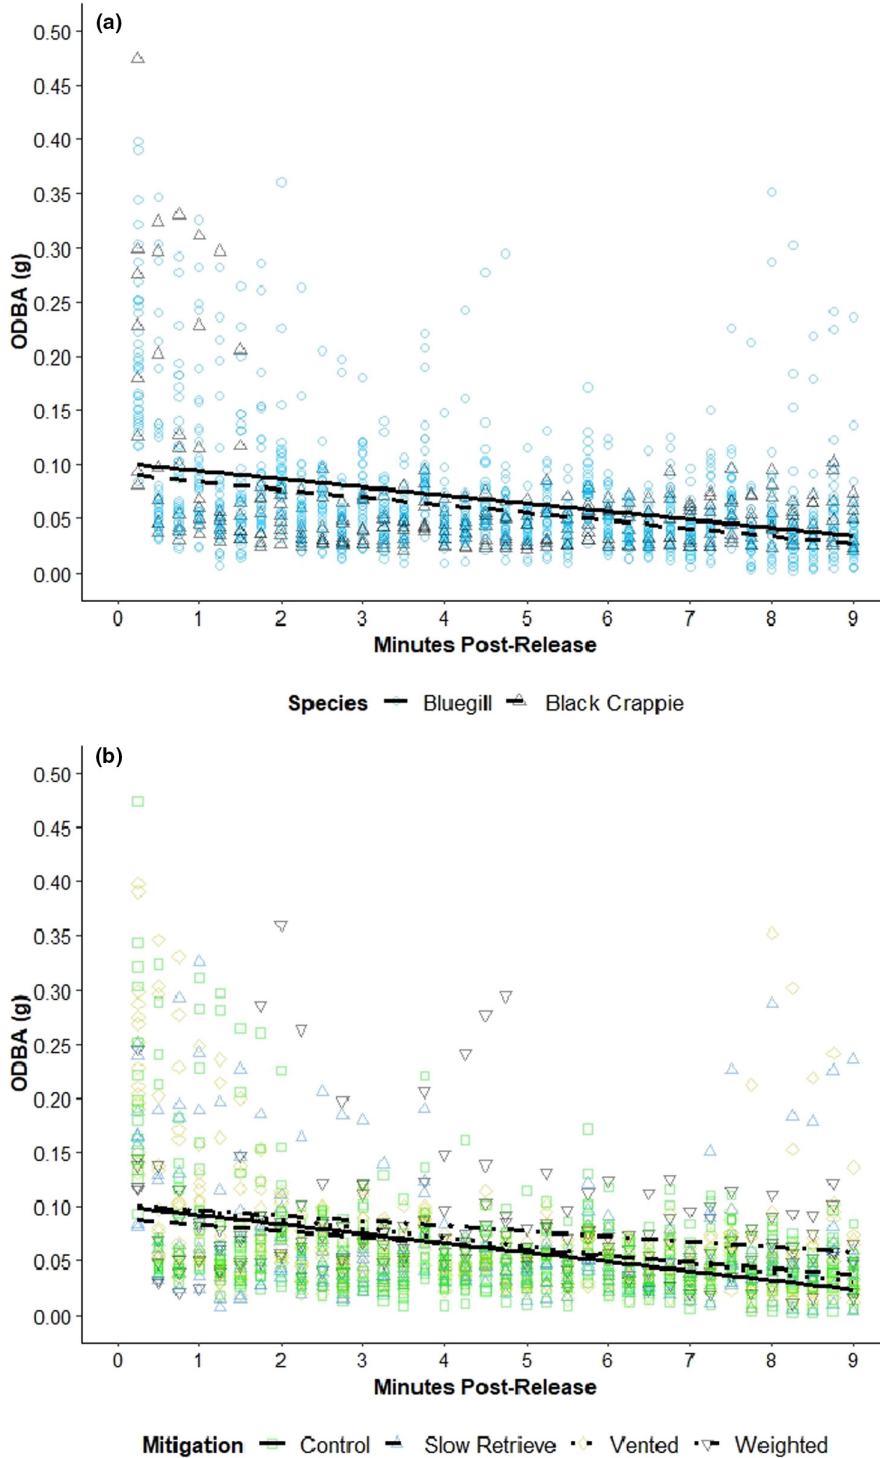 (a)
0.50
0.45
0.40
0.35
0.30
0.25
0.20
0.15
0.10
0.05
0.00
ODBA (g)
0 1 2 3 4 5 6 7 8 9
Minutes Post-Release
Species Bluegill Black Crappie
(b)
0.50
0.45
0.40
0.35
0.30
0.25
0.20
0.15
0.10
0.05
0.00
ODBA (g)
0 1 2 3 4 5 6 7 8 9
Minutes Post-Release
Mitigation Control Slow Retrieve Vented Weighted